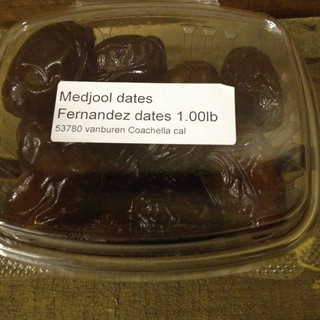 Medjool dates
Fernandez dates 1.00lb
53780 vanburen Coachella cal